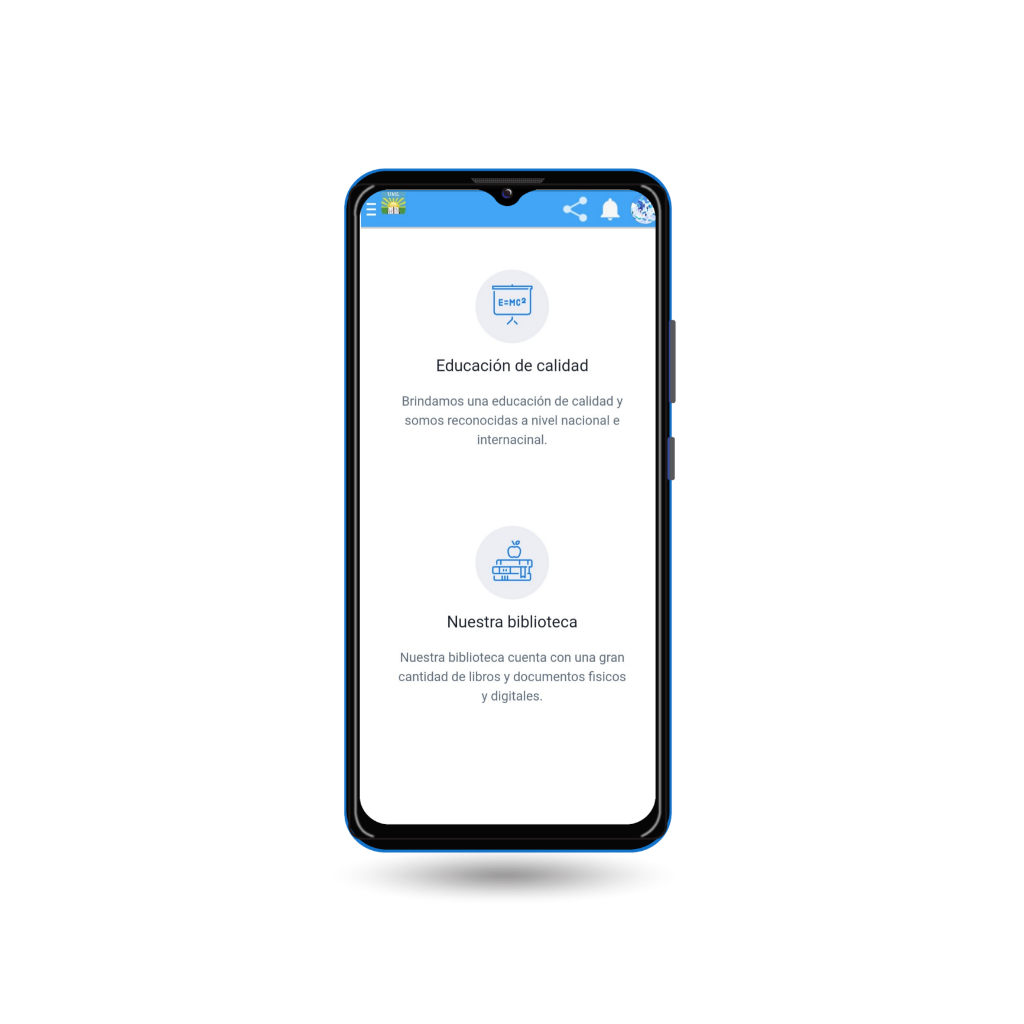 E=MC²
Educación de calidad
Brindamos una educación de calidad y
somos reconocidas a nivel nacional e
internacinal.
Nuestra biblioteca
Nuestra biblioteca cuenta con una gran
cantidad de libros y documentos fisicos
y digitales.